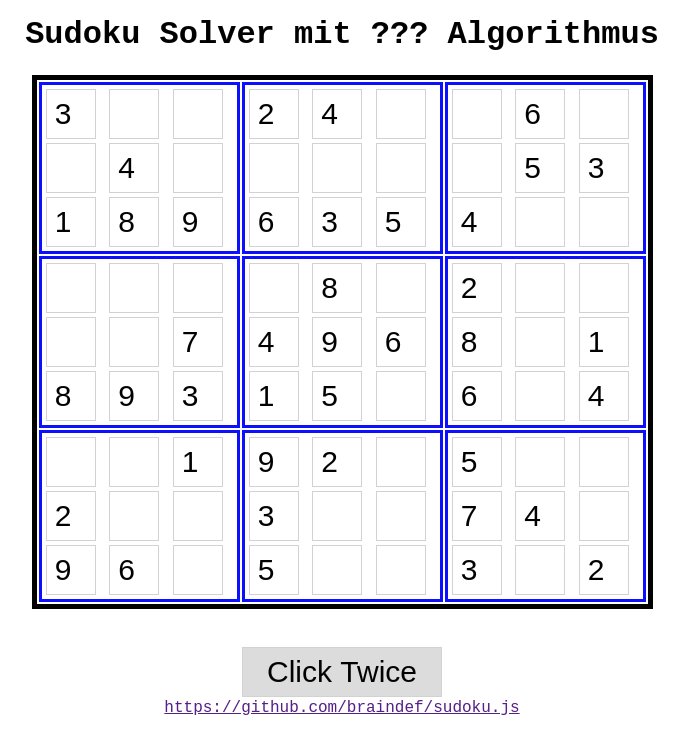 Sudoku Solver mit ??? Algorithmus
3 2 4 6
4 5 3
1 8 9 6 3 5 4
8 2
7 4 9 6 8 1
8 9 3 1 5 6 4
1 9 2 5
2 3 7 4
9 6 5 3 2
Click Twice
https://github.com/braindef/sudoku.js